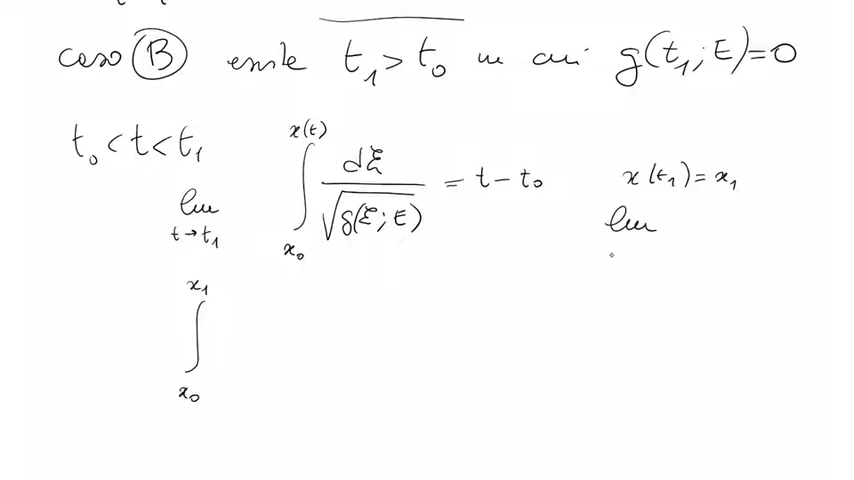 caso (B) esiste t₁ > t₀ in cui g(t₁; E) = 0
t₀ < t < t₁
lim t→t₁ ∫_{x₀}^{x(t)} dξ / √g(ξ; E) = t - t₀ x(t₁) = x₁
lim
∫_{x₀}^{x₁}